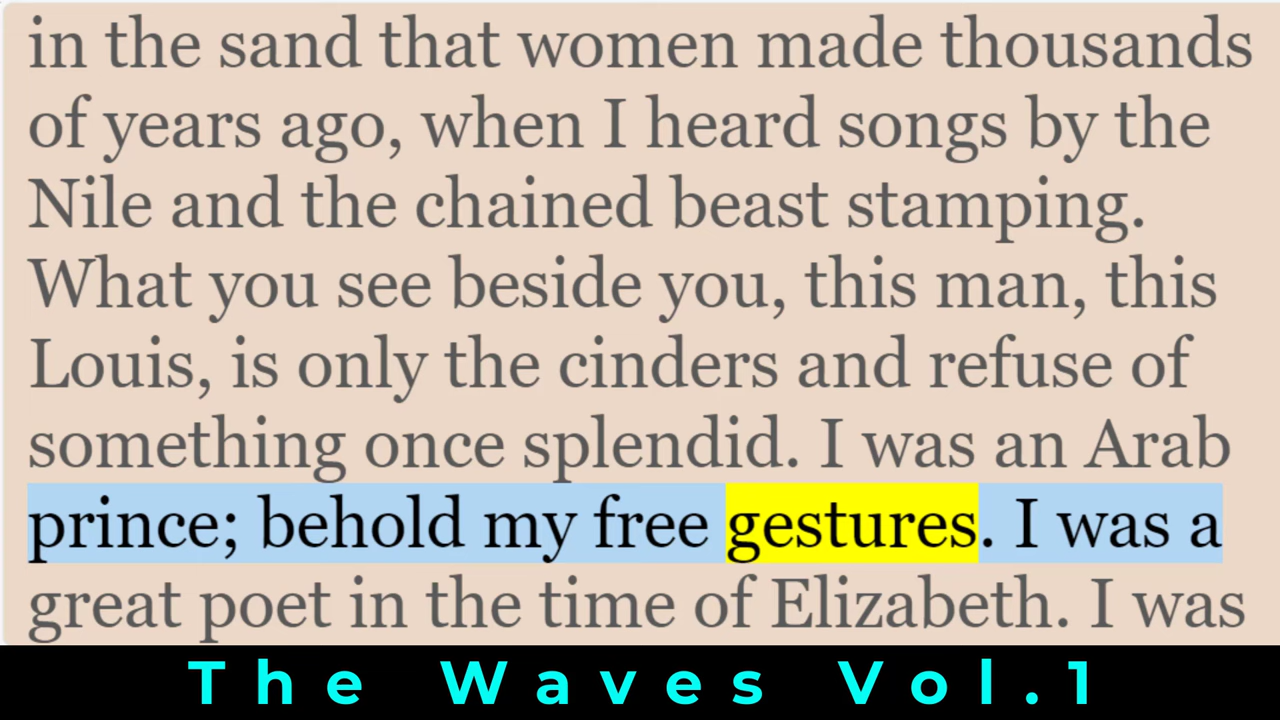 in the sand that women made thousands
of years ago, when I heard songs by the
Nile and the chained beast stamping.
What you see beside you, this man, this
Louis, is only the cinders and refuse of
something once splendid. I was an Arab
prince; behold my free gestures. I was a
great poet in the time of Elizabeth. I was
The Waves Vol.1